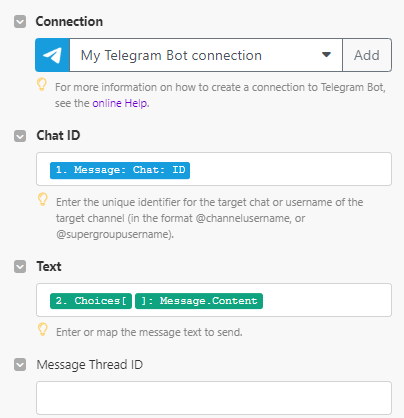 Connection
My Telegram Bot connection
Add
For more information on how to create a connection to Telegram Bot,
see the online Help.
Chat ID
1. Message: Chat: ID
Enter the unique identifier for the target chat or username of the
target channel (in the format @channelusername, or
@supergroupusername).
Text
2. Choices[ ]: Message.Content
Enter or map the message text to send.
Message Thread ID